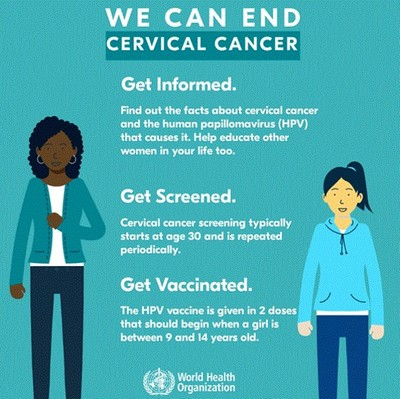 WE CAN END
CERVICAL CANCER
Get Informed.
Find out the facts about cervical cancer
and the human papillomavirus (HPV)
that causes it. Help educate other
women in your life too.
Get Screened.
Cervical cancer screening typically
starts at age 30 and is repeated
periodically.
Get Vaccinated.
The HPV vaccine is given in 2 doses
that should begin when a girl is
between 9 and 14 years old.
World Health
Organization